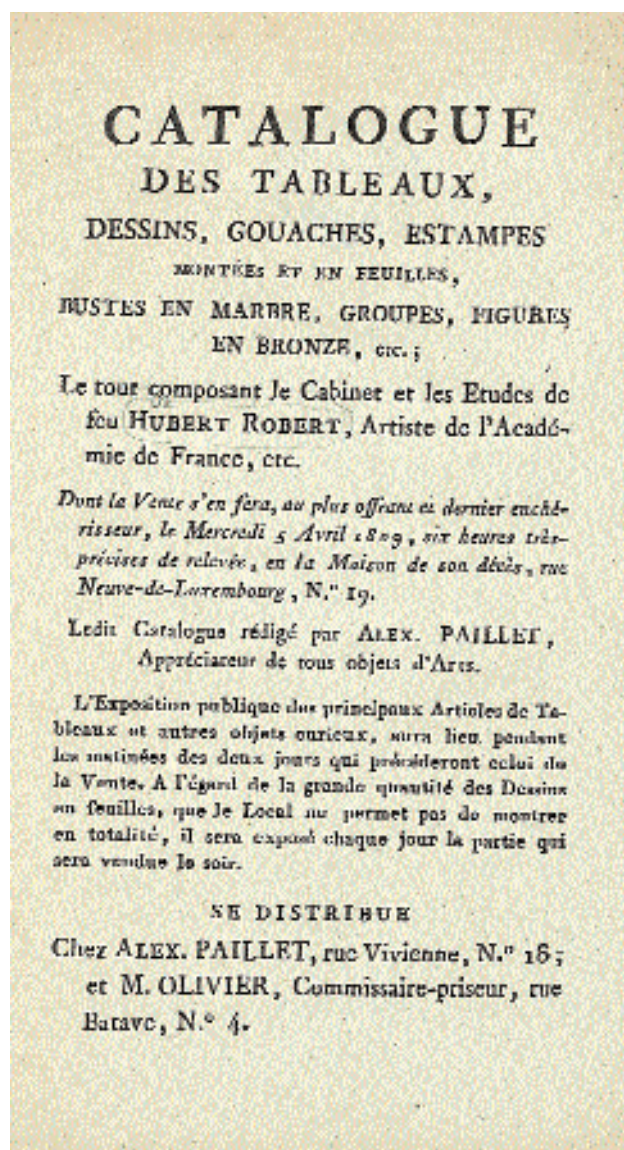 CATALOGUE
DES TABLEAUX,
DESSINS, GOUACHES, ESTAMPES
MONTÉES ET EN FEUILLES,
BUSTES EN MARBRE, GROUPES, FIGURES
EN BRONZE, etc.;
Le tout composant le Cabinet et les Etudes de
feu HUBERT ROBERT, Artiste de l'Acadé-
mie de France, etc.
Dont la Vente s'en fera, au plus offrant et dernier enché-
risseur, le Mercredi 5 Avril 1809, six heures très-
précises de relevée, en la Maison de son décès, rue
Neuve-de-Luxembourg, N.º 19.
Ledit Catalogue rédigé par ALEX. PAILLET,
Appréciateur de tous objets d'Arts.
L'Exposition publique des principaux Articles de Ta-
bleaux et autres objets curieux, aura lieu pendant
les matinées des deux jours qui précéderont celui de
la Vente. A l'égard de la grande quantité des Dessins
en feuilles, que le Local ne permet pas de montrer
en totalité, il sera exposé chaque jour la partie qui
sera vendue le soir.
SE DISTRIBUE
Chez ALEX. PAILLET, rue Vivienne, N.º 18;
et M. OLIVIER, Commissaire-priseur, rue
Batave, N.º 4.